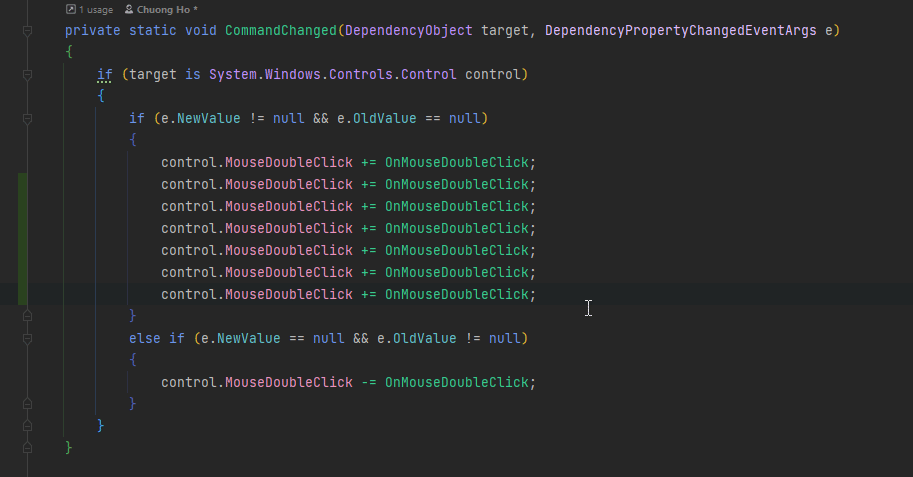 1 usage Chuong Ho *
private static void CommandChanged(DependencyObject target, DependencyPropertyChangedEventArgs e)
{
if (target is System.Windows.Controls.Control control)
{
if (e.NewValue != null && e.OldValue == null)
{
control.MouseDoubleClick += OnMouseDoubleClick;
control.MouseDoubleClick += OnMouseDoubleClick;
control.MouseDoubleClick += OnMouseDoubleClick;
control.MouseDoubleClick += OnMouseDoubleClick;
control.MouseDoubleClick += OnMouseDoubleClick;
control.MouseDoubleClick += OnMouseDoubleClick;
control.MouseDoubleClick += OnMouseDoubleClick;
}
else if (e.NewValue == null && e.OldValue != null)
{
control.MouseDoubleClick -= OnMouseDoubleClick;
}
}
}